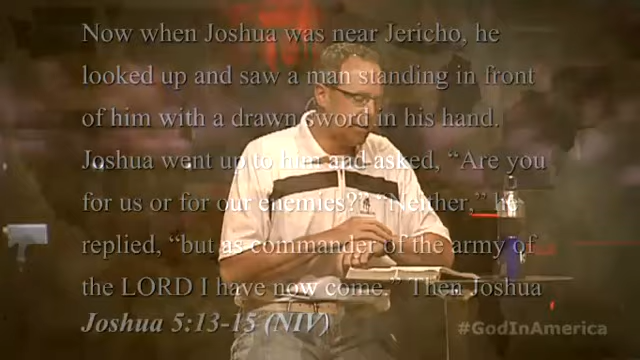 Now when Joshua was near Jericho, he
looked up and saw a man standing in front
of him with a drawn sword in his hand.
Joshua went up to him and asked, “Are you
for us or for our enemies?” “Neither,” he
replied, “but as commander of the army of
the LORD I have now come.” Then Joshua
Joshua 5:13-15 (NIV)
#GodInAmerica